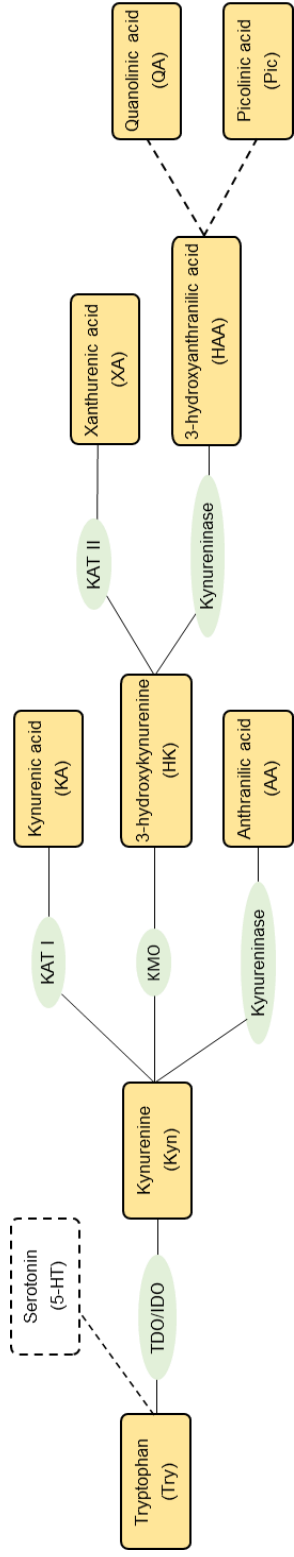 Serotonin
(5-HT)
Tryptophan
(Try)
TDO/IDO
Kynurenine
(Kyn)
KAT I
Kynurenic acid
(KA)
KMO
3-hydroxykynurenine
(HK)
Kynureninase
Anthranilic acid
(AA)
KAT II
Xanthurenic acid
(XA)
Kynureninase
3-hydroxyanthranilic acid
(HAA)
Quanolinic acid
(QA)
Picolinic acid
(Pic)